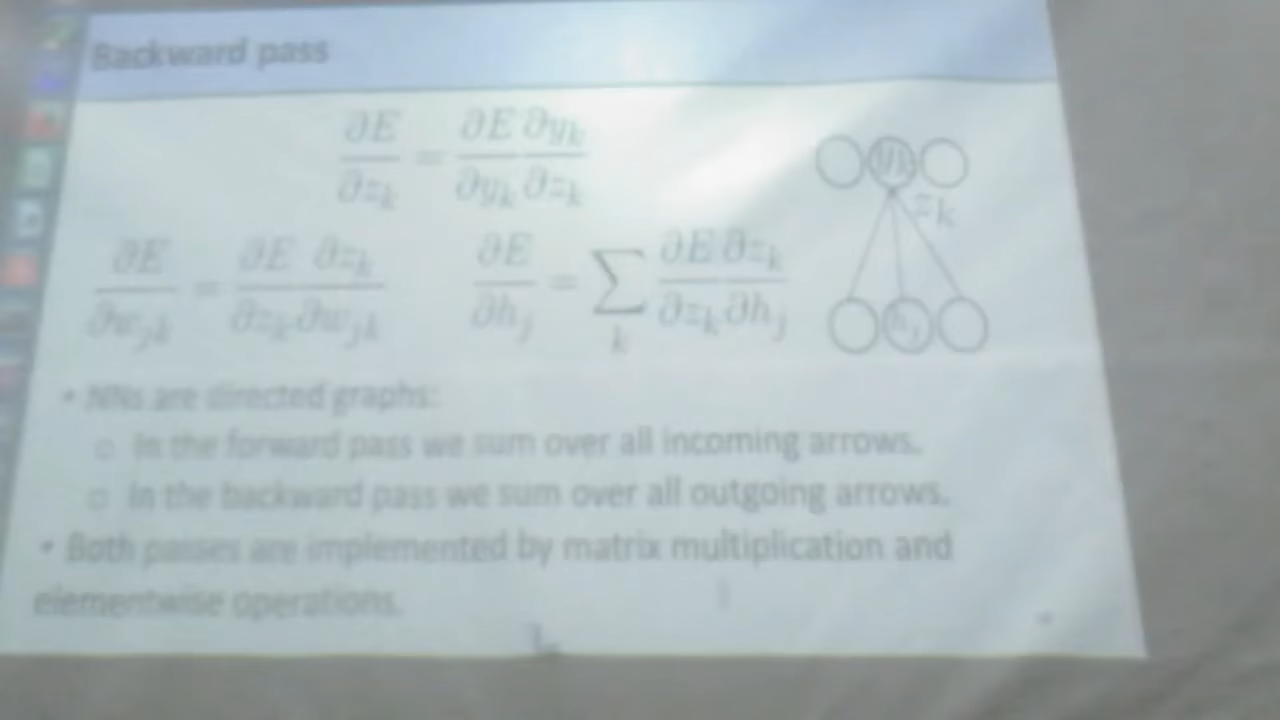 Backward pass
∂E/∂z_k = ∂E/∂y_k ∂y_k/∂z_k
y_k
z_k
∂E/∂w_jk = ∂E/∂z_k ∂z_k/∂w_jk
∂E/∂h_j = ∑_k ∂E/∂z_k ∂z_k/∂h_j
h_j
• NNs are directed graphs:
o In the forward pass we sum over all incoming arrows.
o In the backward pass we sum over all outgoing arrows.
• Both passes are implemented by matrix multiplication and
elementwise operations.